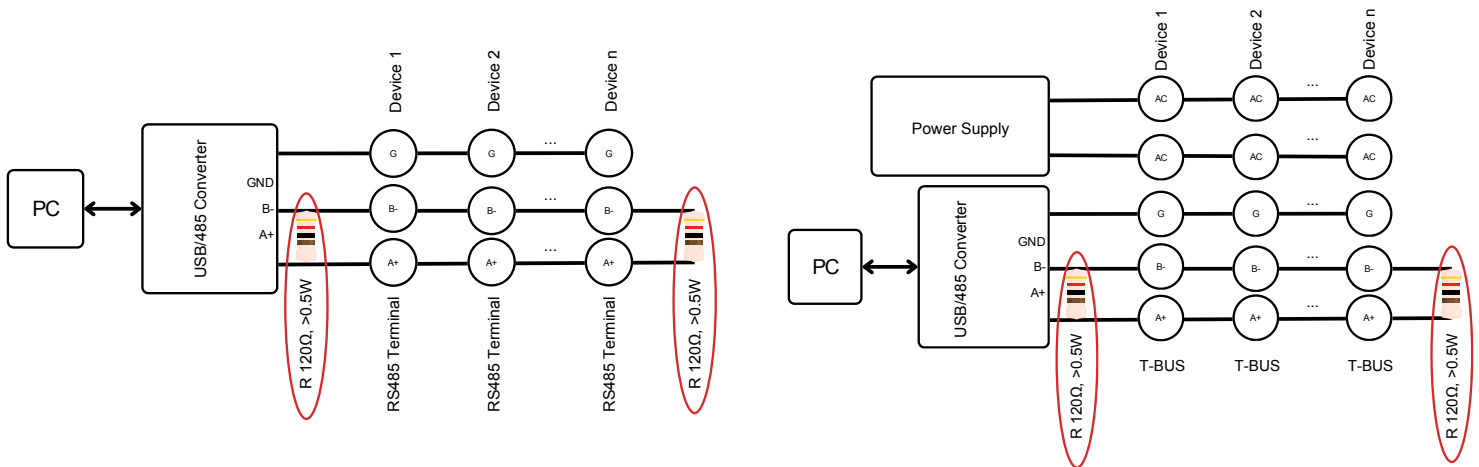 Device 1
Device 2
Device n
PC
USB/485 Converter
GND
B-
A+
G
G
...
G
B-
B-
...
B-
A+
A+
...
A+
R 120Ω, >0.5W
RS485 Terminal
RS485 Terminal
RS485 Terminal
R 120Ω, >0.5W
Device 1
Device 2
Device n
Power Supply
AC
AC
...
AC
AC
AC
...
AC
PC
USB/485 Converter
GND
B-
A+
G
G
...
G
B-
B-
...
B-
A+
A+
...
A+
R 120Ω, >0.5W
T-BUS
T-BUS
T-BUS
R 120Ω, >0.5W